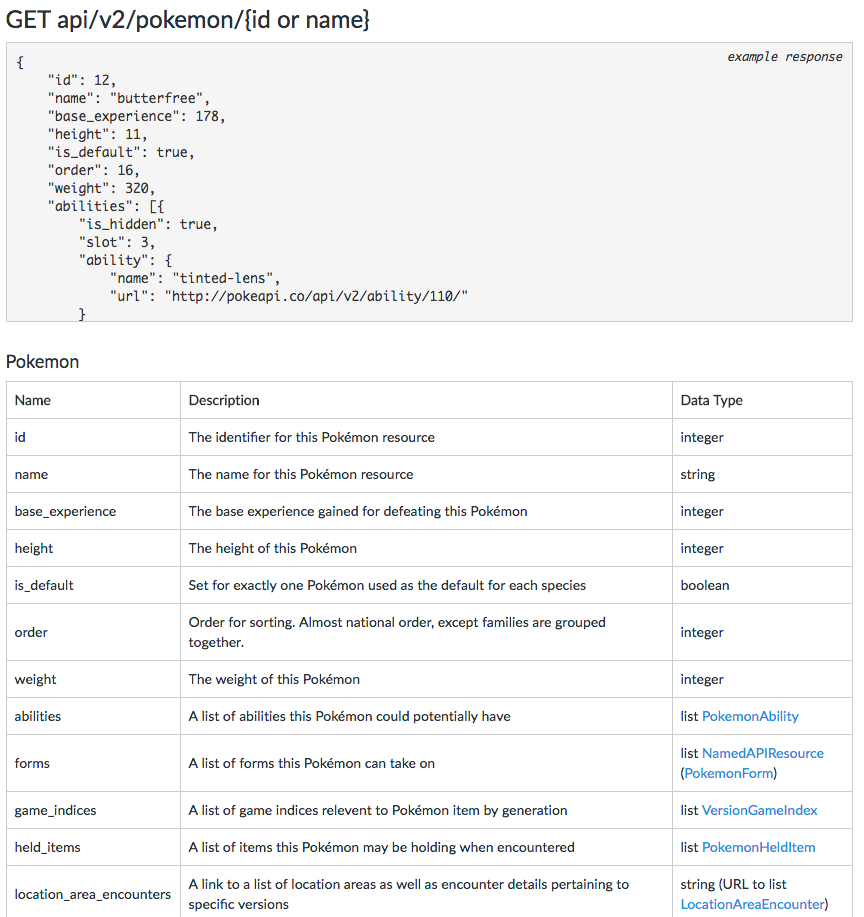 GET api/v2/pokemon/{id or name}
example response
{
"id": 12,
"name": "butterfree",
"base_experience": 178,
"height": 11,
"is_default": true,
"order": 16,
"weight": 320,
"abilities": [{
"is_hidden": true,
"slot": 3,
"ability": {
"name": "tinted-lens",
"url": "http://pokeapi.co/api/v2/ability/110/"
}
Pokemon
Name Description Data Type
id The identifier for this Pokémon resource integer
name The name for this Pokémon resource string
base_experience The base experience gained for defeating this Pokémon integer
height The height of this Pokémon integer
is_default Set for exactly one Pokémon used as the default for each species boolean
order Order for sorting. Almost national order, except families are grouped
together. integer
weight The weight of this Pokémon integer
abilities A list of abilities this Pokémon could potentially have list PokemonAbility
forms A list of forms this Pokémon can take on list NamedAPIResource
(PokemonForm)
game_indices A list of game indices relevent to Pokémon item by generation list VersionGameIndex
held_items A list of items this Pokémon may be holding when encountered list PokemonHeldItem
location_area_encounters A link to a list of location areas as well as encounter details pertaining to
specific versions string (URL to list
LocationAreaEncounter)